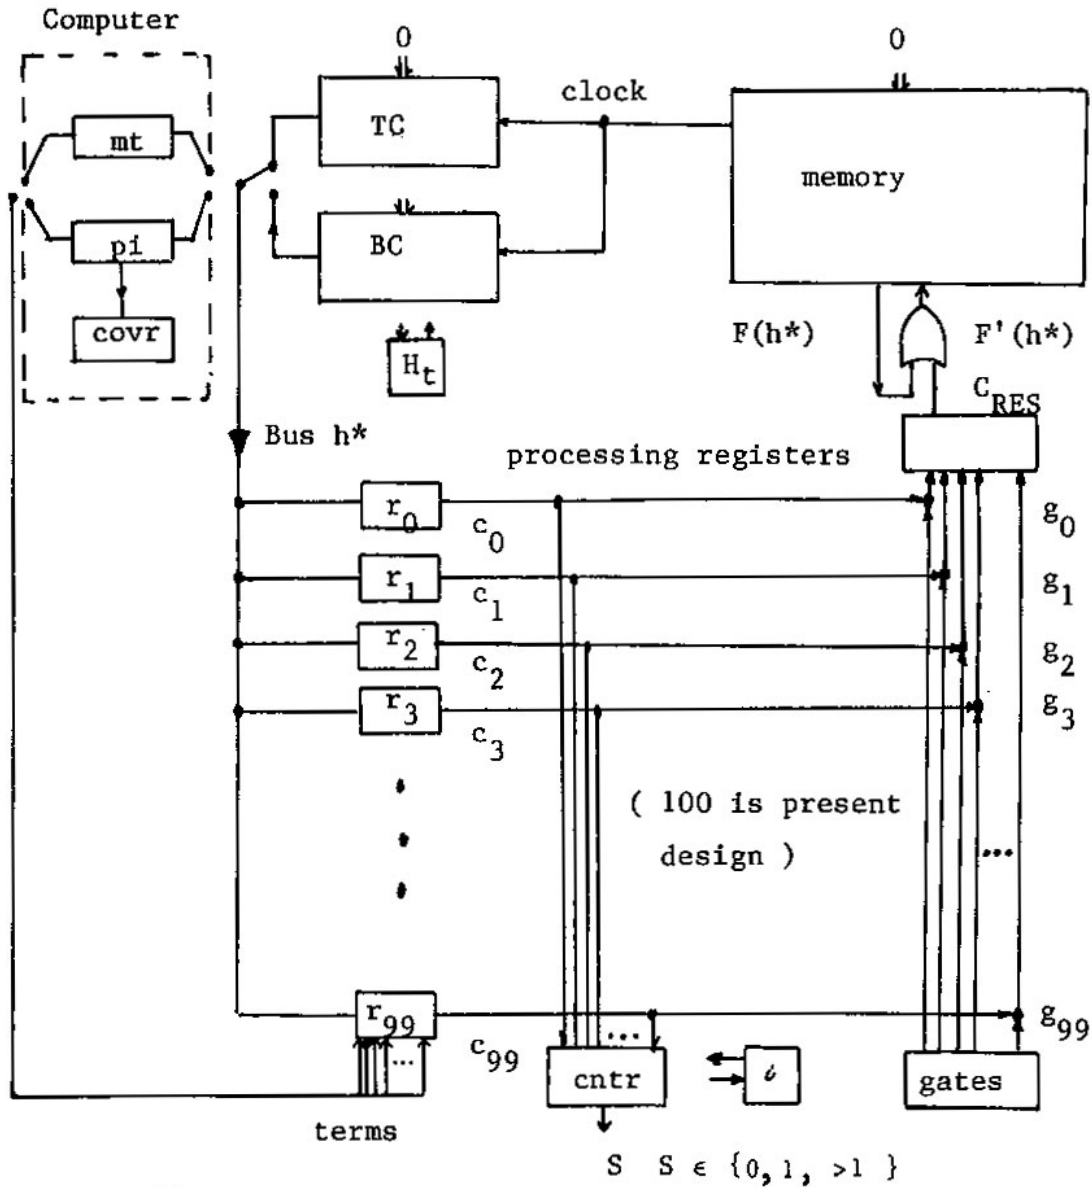 Computer
0
0
clock
mt
TC
memory
pi
BC
covr
H_t
F(h*)
F'(h*)
C_RES
Bus h*
processing registers
r_0
c_0
g_0
r_1
c_1
g_1
r_2
c_2
g_2
r_3
c_3
g_3
( 100 is present
design )
...
r_99
c_99
...
g_99
...
cntr
i
gates
terms
S S ∈ {0, 1, >1 }